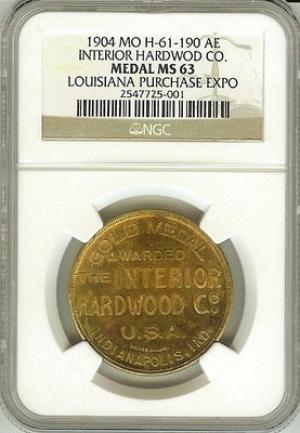 1904 MO H-61-190 AE
INTERIOR HARDWOD CO.
MEDAL MS 63
LOUISIANA PURCHASE EXPO
NGC
2547725-001
GOLD MEDAL
AWARDED
THE INTERIOR
HARDWOOD CO.
U.S.A.
INDIANAPOLIS, IND.